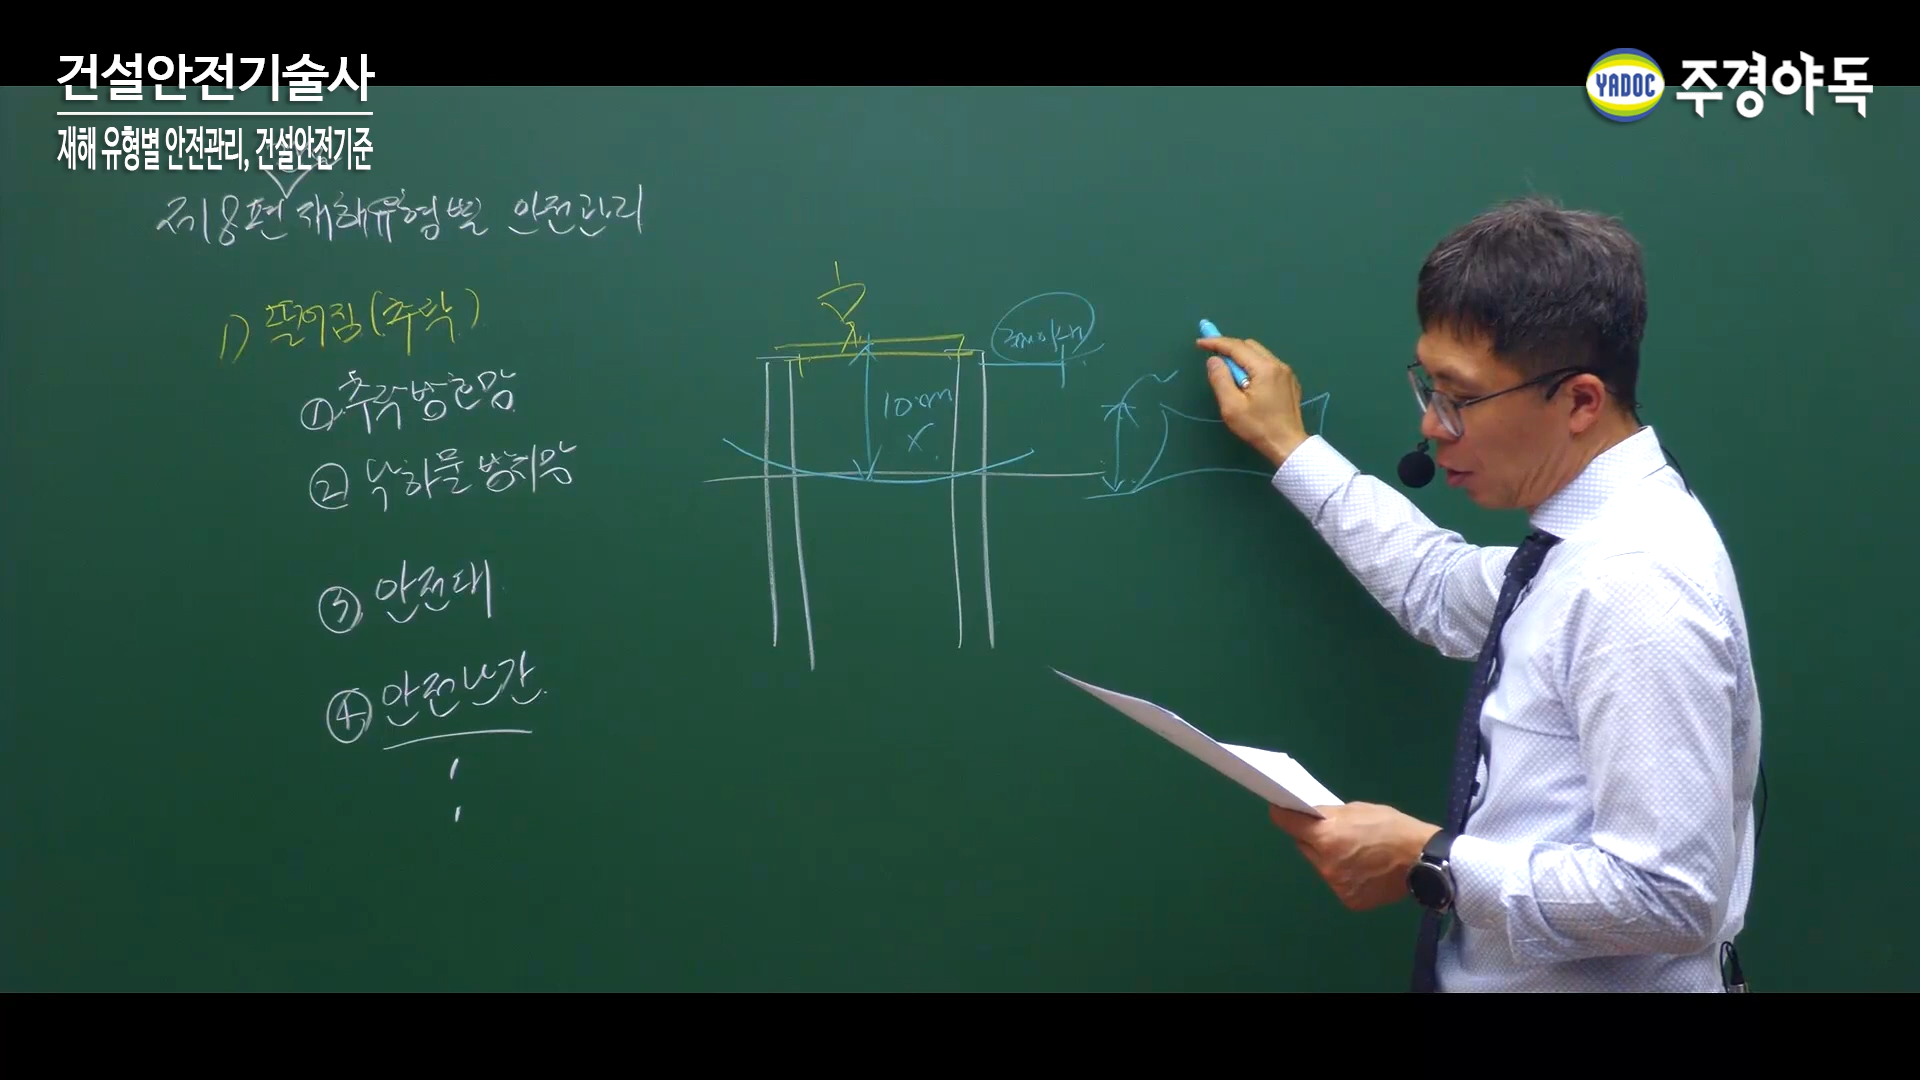 건설안전기술사
재해 유형별 안전관리, 건설안전기준
YADOC 주경야독
제8편 재해유형별 안전관리
1) 떨어짐(추락)
① 추락방호망
② 낙하물방지망
③ 안전대
④ 안전난간
10cm